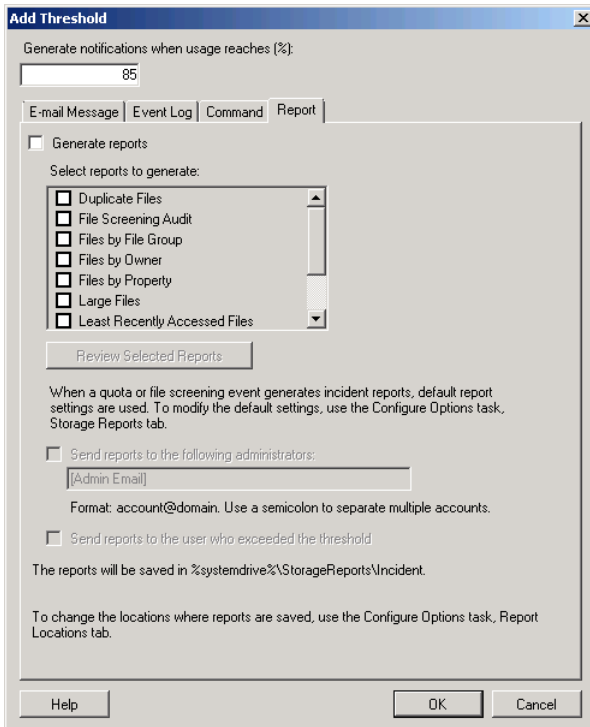 Add Threshold
Generate notifications when usage reaches (%):
85
E-mail Message
Event Log
Command
Report
Generate reports
Select reports to generate:
Duplicate Files
File Screening Audit
Files by File Group
Files by Owner
Files by Property
Large Files
Least Recently Accessed Files
Review Selected Reports
When a quota or file screening event generates incident reports, default report
settings are used. To modify the default settings, use the Configure Options task,
Storage Reports tab.
Send reports to the following administrators:
[Admin Email]
Format: account@domain. Use a semicolon to separate multiple accounts.
Send reports to the user who exceeded the threshold
The reports will be saved in %systemdrive%\StorageReports\Incident.
To change the locations where reports are saved, use the Configure Options task, Report
Locations tab.
Help
OK
Cancel